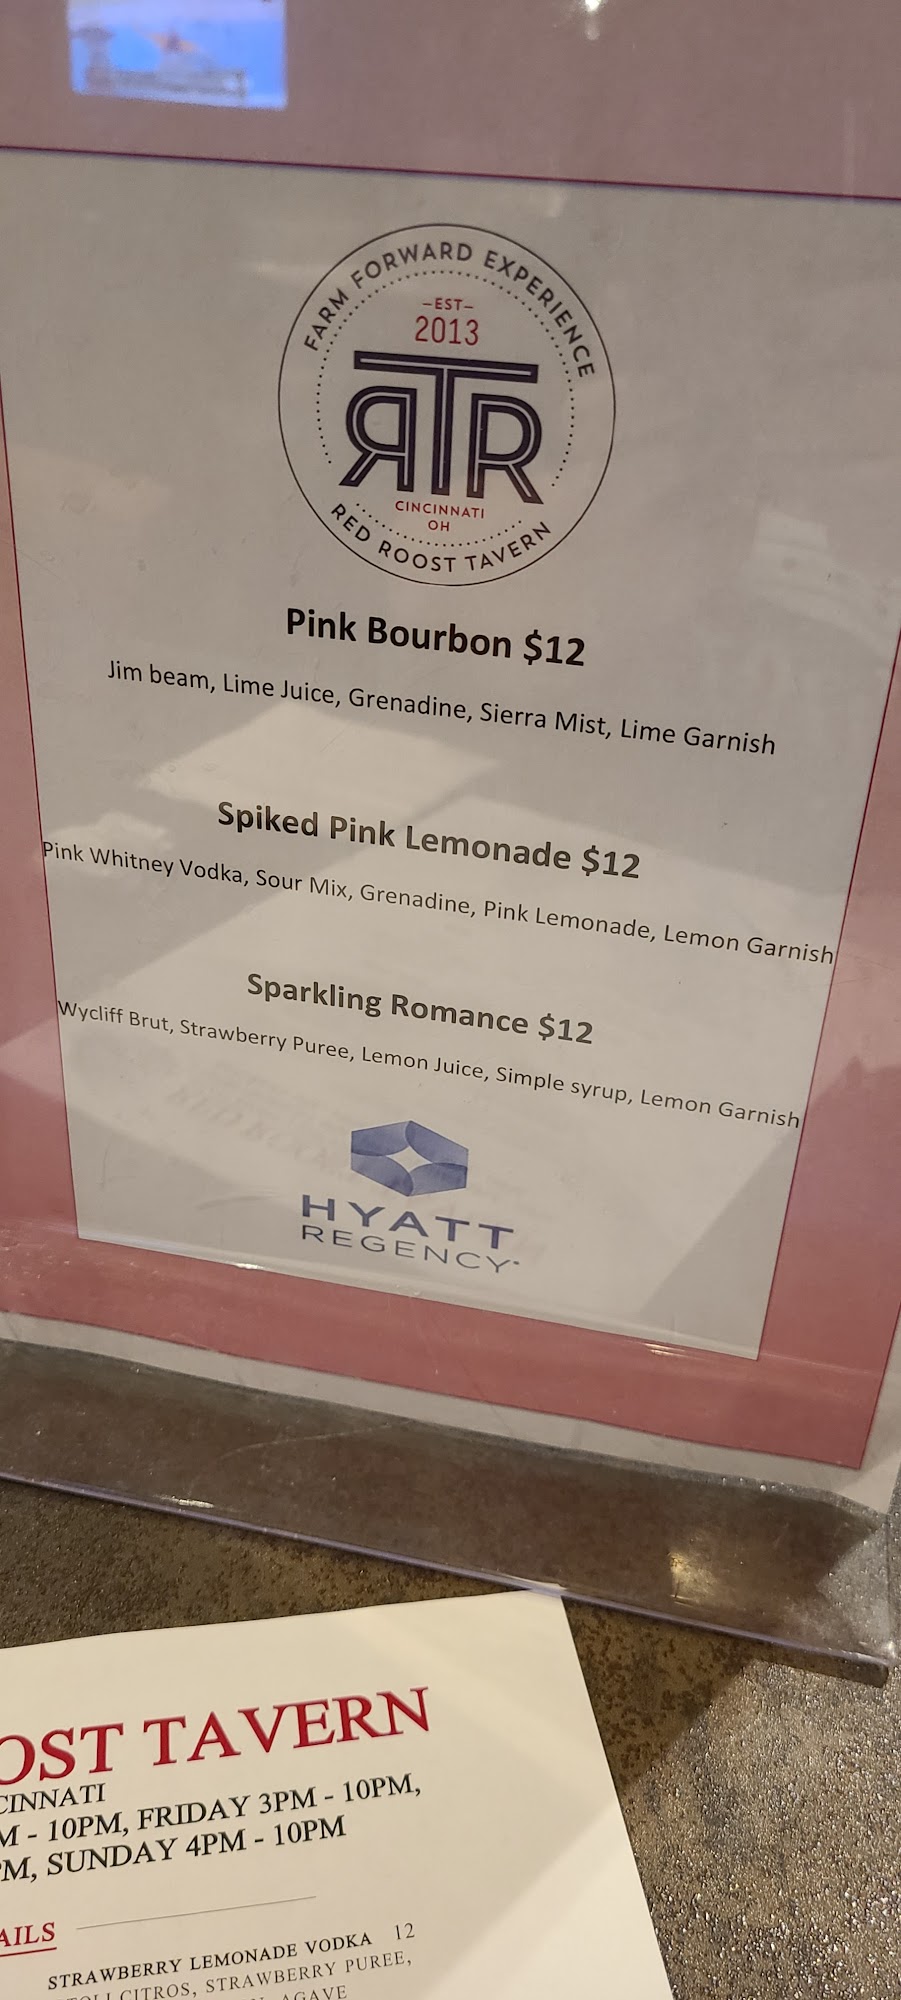 FARM FORWARD EXPERIENCE
-EST-
2013
RTR
CINCINNATI
OH
RED ROOST TAVERN
Pink Bourbon $12
Jim beam, Lime Juice, Grenadine, Sierra Mist, Lime Garnish
Spiked Pink Lemonade $12
Pink Whitney Vodka, Sour Mix, Grenadine, Pink Lemonade, Lemon Garnish
Sparkling Romance $12
Wycliff Brut, Strawberry Puree, Lemon Juice, Simple syrup, Lemon Garnish
HYATT
REGENCY
OST TAVERN
CINNATI
M - 10PM, FRIDAY 3PM - 10PM,
PM, SUNDAY 4PM - 10PM
AILS
STRAWBERRY LEMONADE VODKA 12
CITROS, STRAWBERRY PUREE,
AGAVE